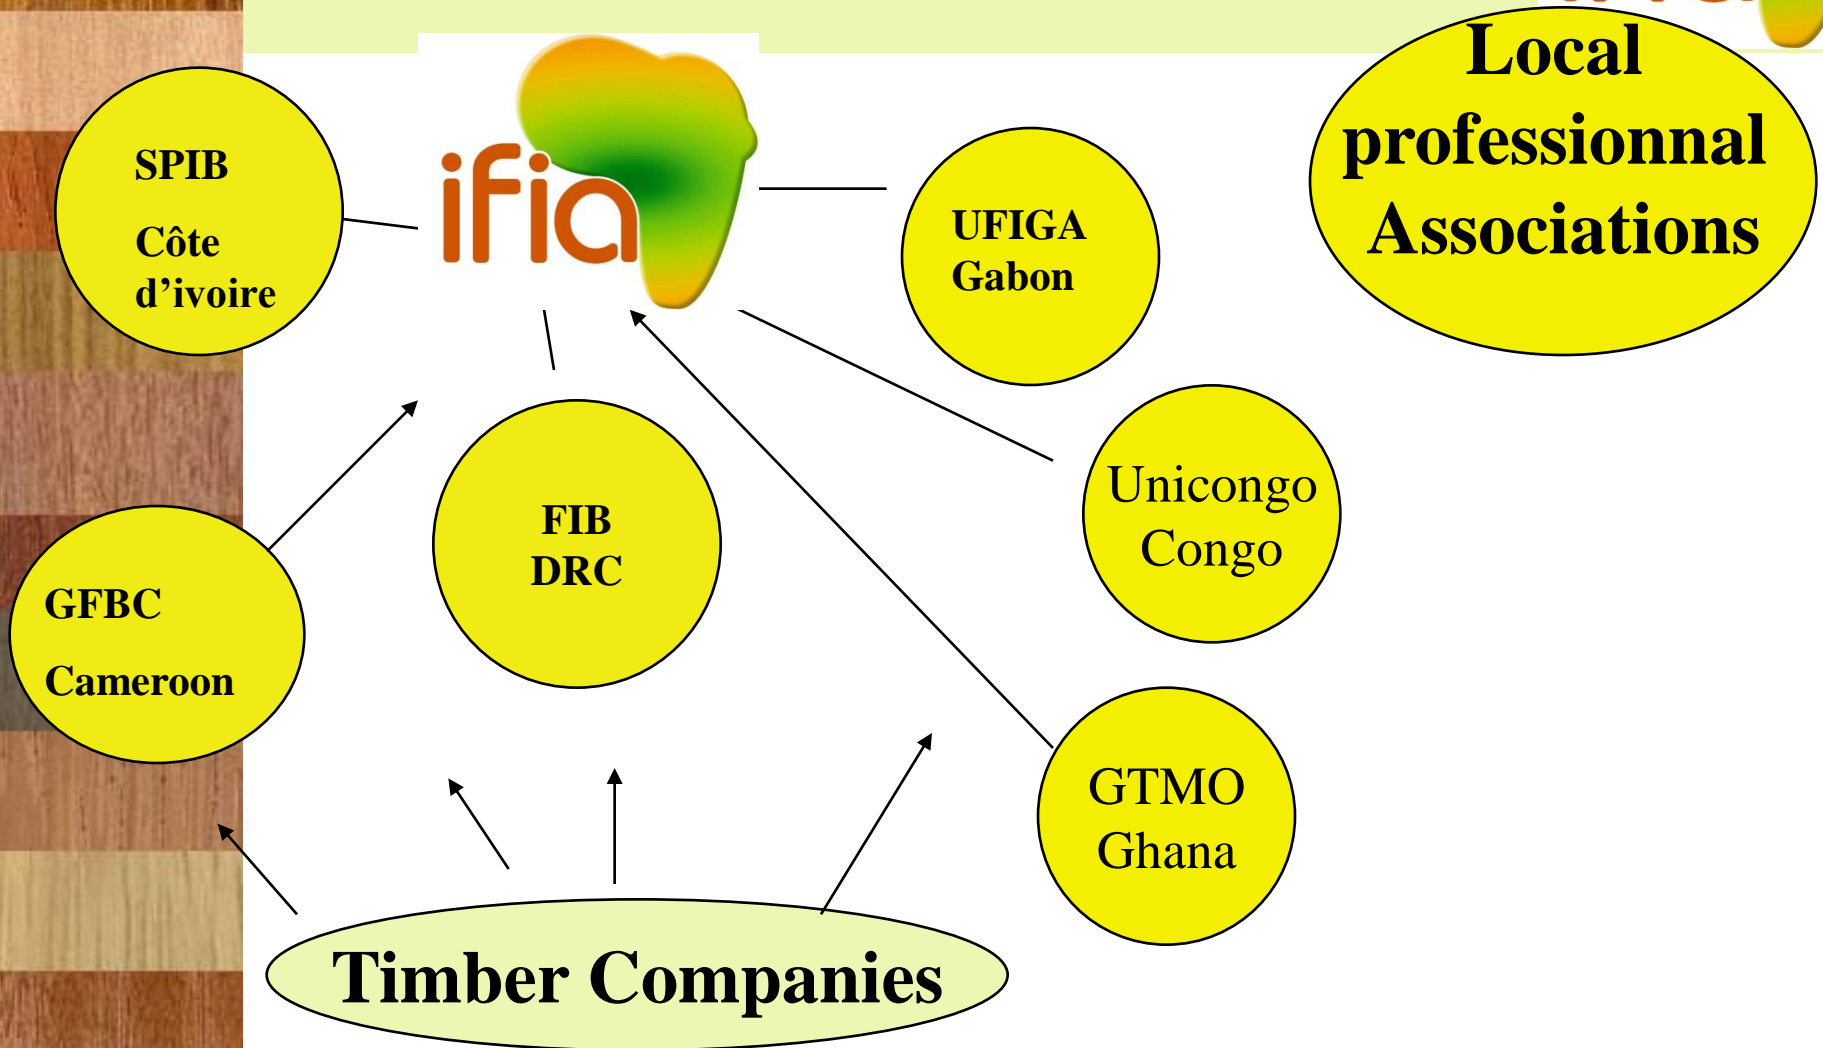 Local
professionnal
Associations
ifia
SPIB
Côte
d’ivoire
UFIGA
Gabon
Unicongo
Congo
FIB
DRC
GFBC
Cameroon
GTMO
Ghana
Timber Companies